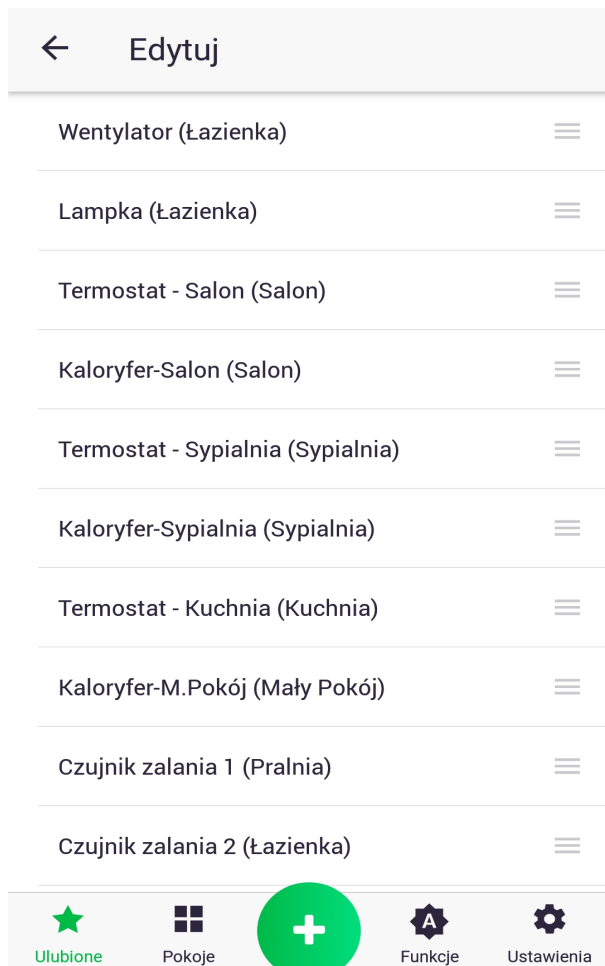 Edytuj
Wentylator (Łazienka)
Lampka (Łazienka)
Termostat - Salon (Salon)
Kaloryfer-Salon (Salon)
Termostat - Sypialnia (Sypialnia)
Kaloryfer-Sypialnia (Sypialnia)
Termostat - Kuchnia (Kuchnia)
Kaloryfer-M.Pokój (Mały Pokój)
Czujnik zalania 1 (Pralnia)
Czujnik zalania 2 (Łazienka)
A
Ulubione Pokoje Funkcje Ustawienia